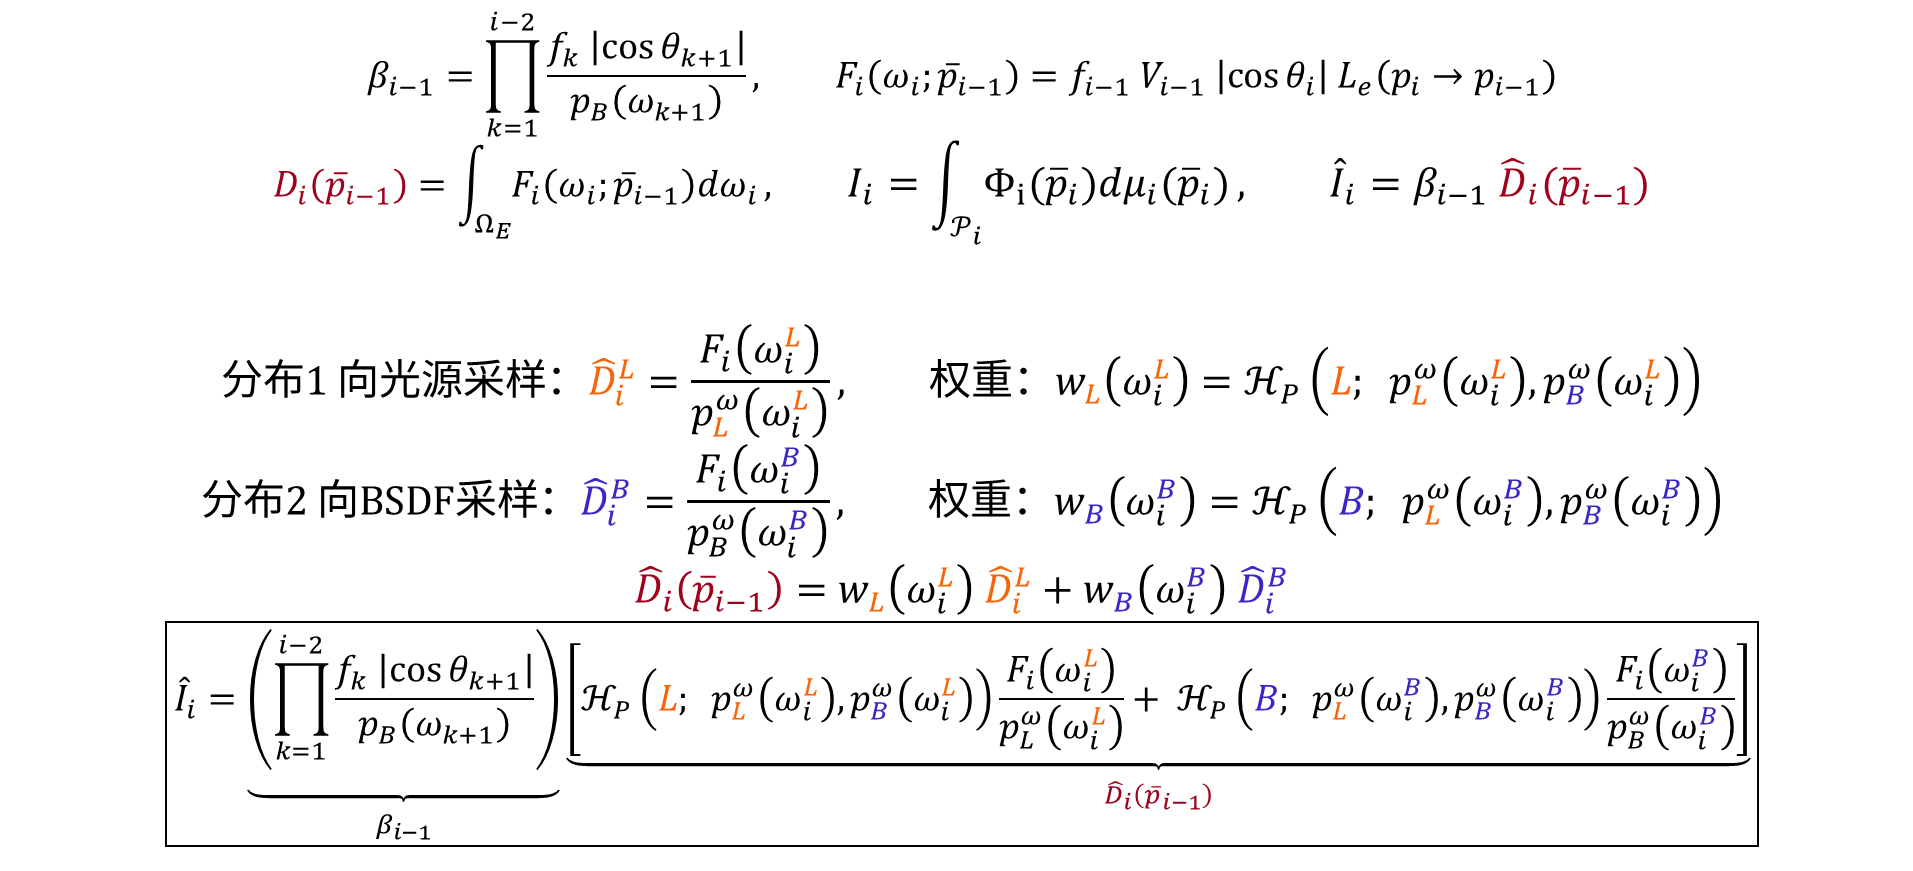 β_{i−1} = ∏_{k=1}^{i−2} \frac{f_k |cos θ_{k+1}|}{p_B(ω_{k+1})},  F_i(ω_i; p̄_{i−1}) = f_{i−1} V_{i−1} |cos θ_i| L_e(p_i → p_{i−1})
D_i(p̄_{i−1}) = ∫_{Ω_E} F_i(ω_i; p̄_{i−1})dω_i,  I_i = ∫_{𝒫_i} Φ_i(p̄_i)dμ_i(p̄_i),  Î_i = β_{i−1} D̂_i(p̄_{i−1})
分布1 向光源采样：D̂_i^L = \frac{F_i(ω_i^L)}{p_L^ω(ω_i^L)},  权重：w_L(ω_i^L) = ℋ_P(L; p_L^ω(ω_i^L), p_B^ω(ω_i^L))
分布2 向BSDF采样：D̂_i^B = \frac{F_i(ω_i^B)}{p_B^ω(ω_i^B)},  权重：w_B(ω_i^B) = ℋ_P(B; p_L^ω(ω_i^B), p_B^ω(ω_i^B))
D̂_i(p̄_{i−1}) = w_L(ω_i^L) D̂_i^L + w_B(ω_i^B) D̂_i^B
Î_i = (∏_{k=1}^{i−2} \frac{f_k |cos θ_{k+1}|}{p_B(ω_{k+1})}) [ℋ_P(L; p_L^ω(ω_i^L), p_B^ω(ω_i^L)) \frac{F_i(ω_i^L)}{p_L^ω(ω_i^L)} + ℋ_P(B; p_L^ω(ω_i^B), p_B^ω(ω_i^B)) \frac{F_i(ω_i^B)}{p_B^ω(ω_i^B)}]
D̂_i(p̄_{i−1})
β_{i−1}